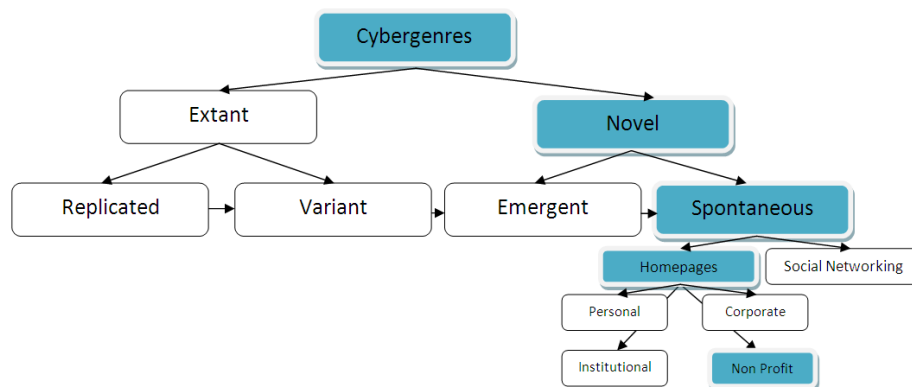 Cybergenres
Extant
Novel
Replicated
Variant
Emergent
Spontaneous
Homepages
Social Networking
Personal
Corporate
Institutional
Non Profit